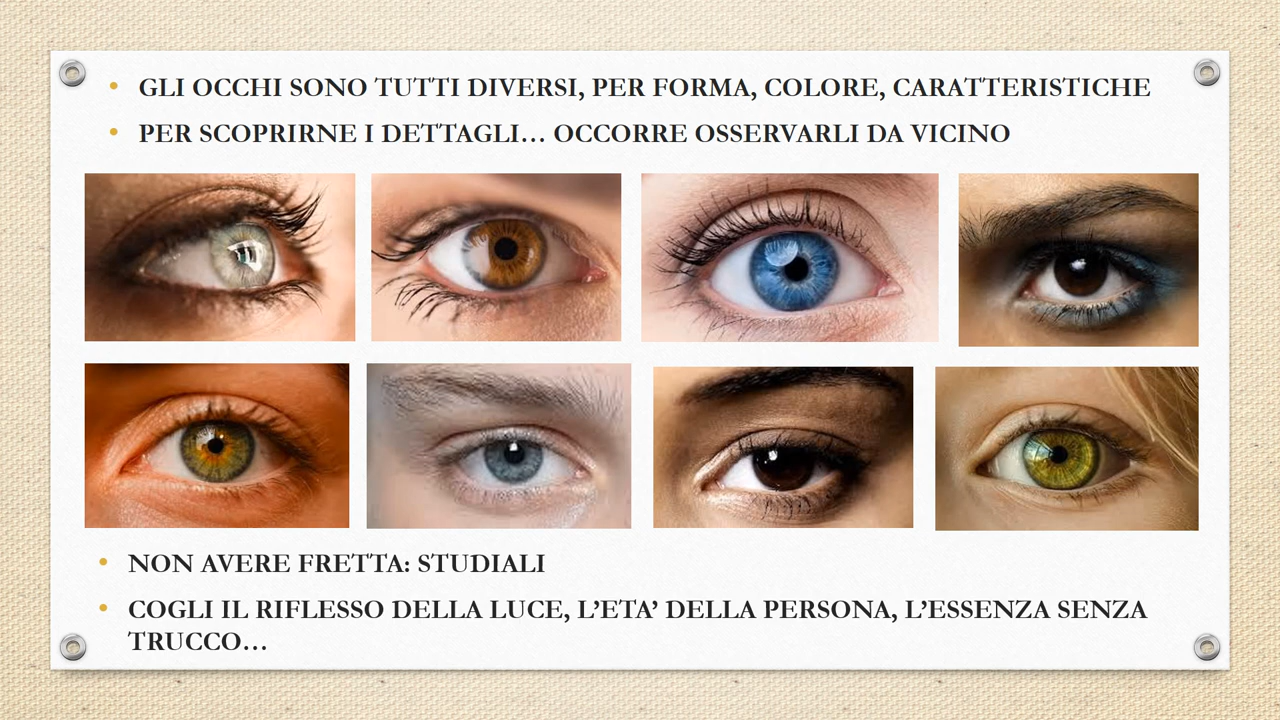 • GLI OCCHI SONO TUTTI DIVERSI, PER FORMA, COLORE, CARATTERISTICHE
• PER SCOPRIRNE I DETTAGLI... OCCORRE OSSERVARLI DA VICINO
• NON AVERE FRETTA: STUDIALI
• COGLI IL RIFLESSO DELLA LUCE, L’ETA’ DELLA PERSONA, L’ESSENZA SENZA
TRUCCO...